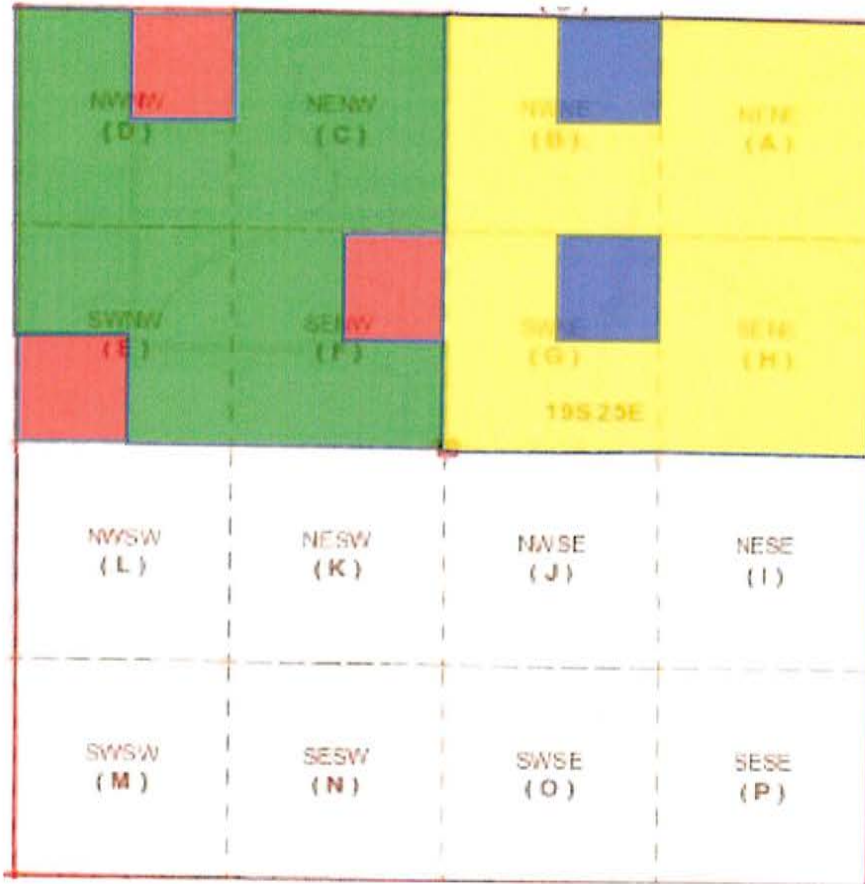 NWNW
(D)
NENW
(C)
NWNE
(B)
NENE
(A)
SWNW
(E)
SENW
(F)
SWNE
(G)
SENE
(H)
19S 25E
NWSW
(L)
NESW
(K)
NWSE
(J)
NESE
(I)
SWSW
(M)
SESW
(N)
SWSE
(O)
SESE
(P)